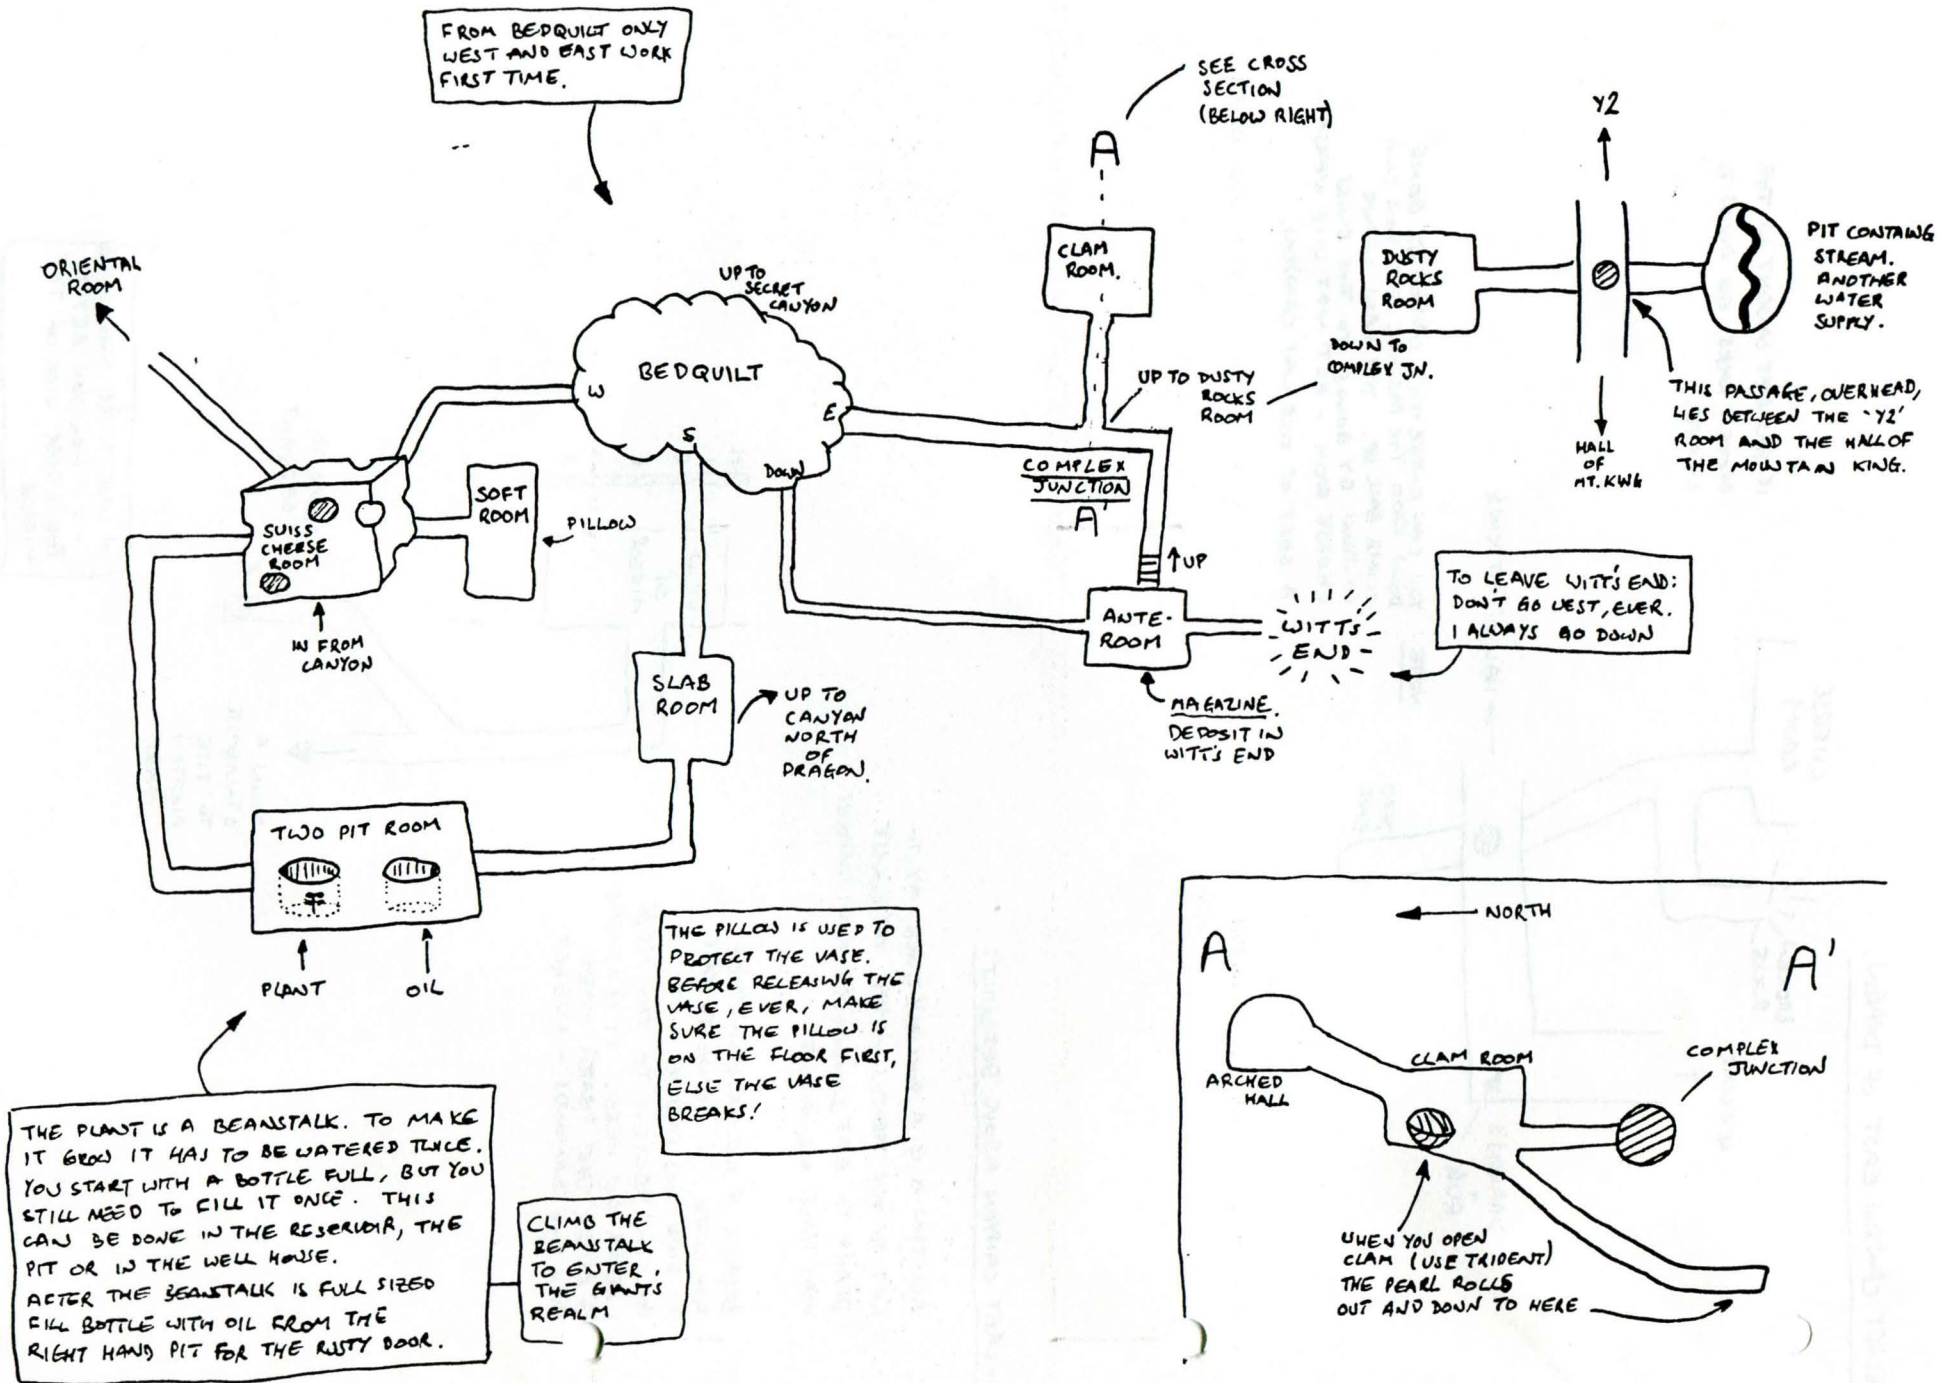 FROM BEDQUILT ONLY
WEST AND EAST WORK
FIRST TIME.
SEE CROSS
SECTION
(BELOW RIGHT)
A
Y2
ORIENTAL
ROOM
UP TO
SECRET
CANYON
BEDQUILT
W
E
S
DOWN
CLAM
ROOM.
DUSTY
ROCKS
ROOM
PIT CONTAING
STREAM.
ANOTHER
WATER
SUPPLY.
DOWN TO
COMPLEX JN.
UP TO DUSTY
ROCKS
ROOM
THIS PASSAGE, OVERHEAD,
LIES BETWEEN THE 'Y2'
ROOM AND THE HALL OF
THE MOUNTAIN KING.
HALL
OF
MT. KING
COMPLEX
JUNCTION
A
SUISS
CHEESE
ROOM
SOFT
ROOM
PILLOW
IN FROM
CANYON
UP
ANTE-
ROOM
WITT'S
END
TO LEAVE WITT'S END:
DON'T GO WEST, EVER.
I ALWAYS GO DOWN
MAGAZINE.
DEPOSIT IN
WITT'S END
SLAB
ROOM
UP TO
CANYON
NORTH
OF
DRAGON.
TWO PIT ROOM
PLANT
OIL
THE PILLOW IS USED TO
PROTECT THE VASE.
BEFORE RELEASING THE
VASE, EVER, MAKE
SURE THE PILLOW IS
ON THE FLOOR FIRST,
ELSE THE VASE
BREAKS!
THE PLANT IS A BEANSTALK. TO MAKE
IT GROW IT HAS TO BE WATERED TWICE.
YOU START WITH A BOTTLE FULL, BUT YOU
STILL NEED TO FILL IT ONCE. THIS
CAN BE DONE IN THE RESERVOIR, THE
PIT OR IN THE WELL HOUSE.
AFTER THE BEANSTALK IS FULL SIZED
FILL BOTTLE WITH OIL FROM THE
RIGHT HAND PIT FOR THE RUSTY DOOR.
CLIMB THE
BEANSTALK
TO ENTER
THE GIANTS
REALM
NORTH
A
A'
ARCHED
HALL
CLAM ROOM
COMPLEX
JUNCTION
WHEN YOU OPEN
CLAM (USE TRIDENT)
THE PEARL ROLLS
OUT AND DOWN TO HERE